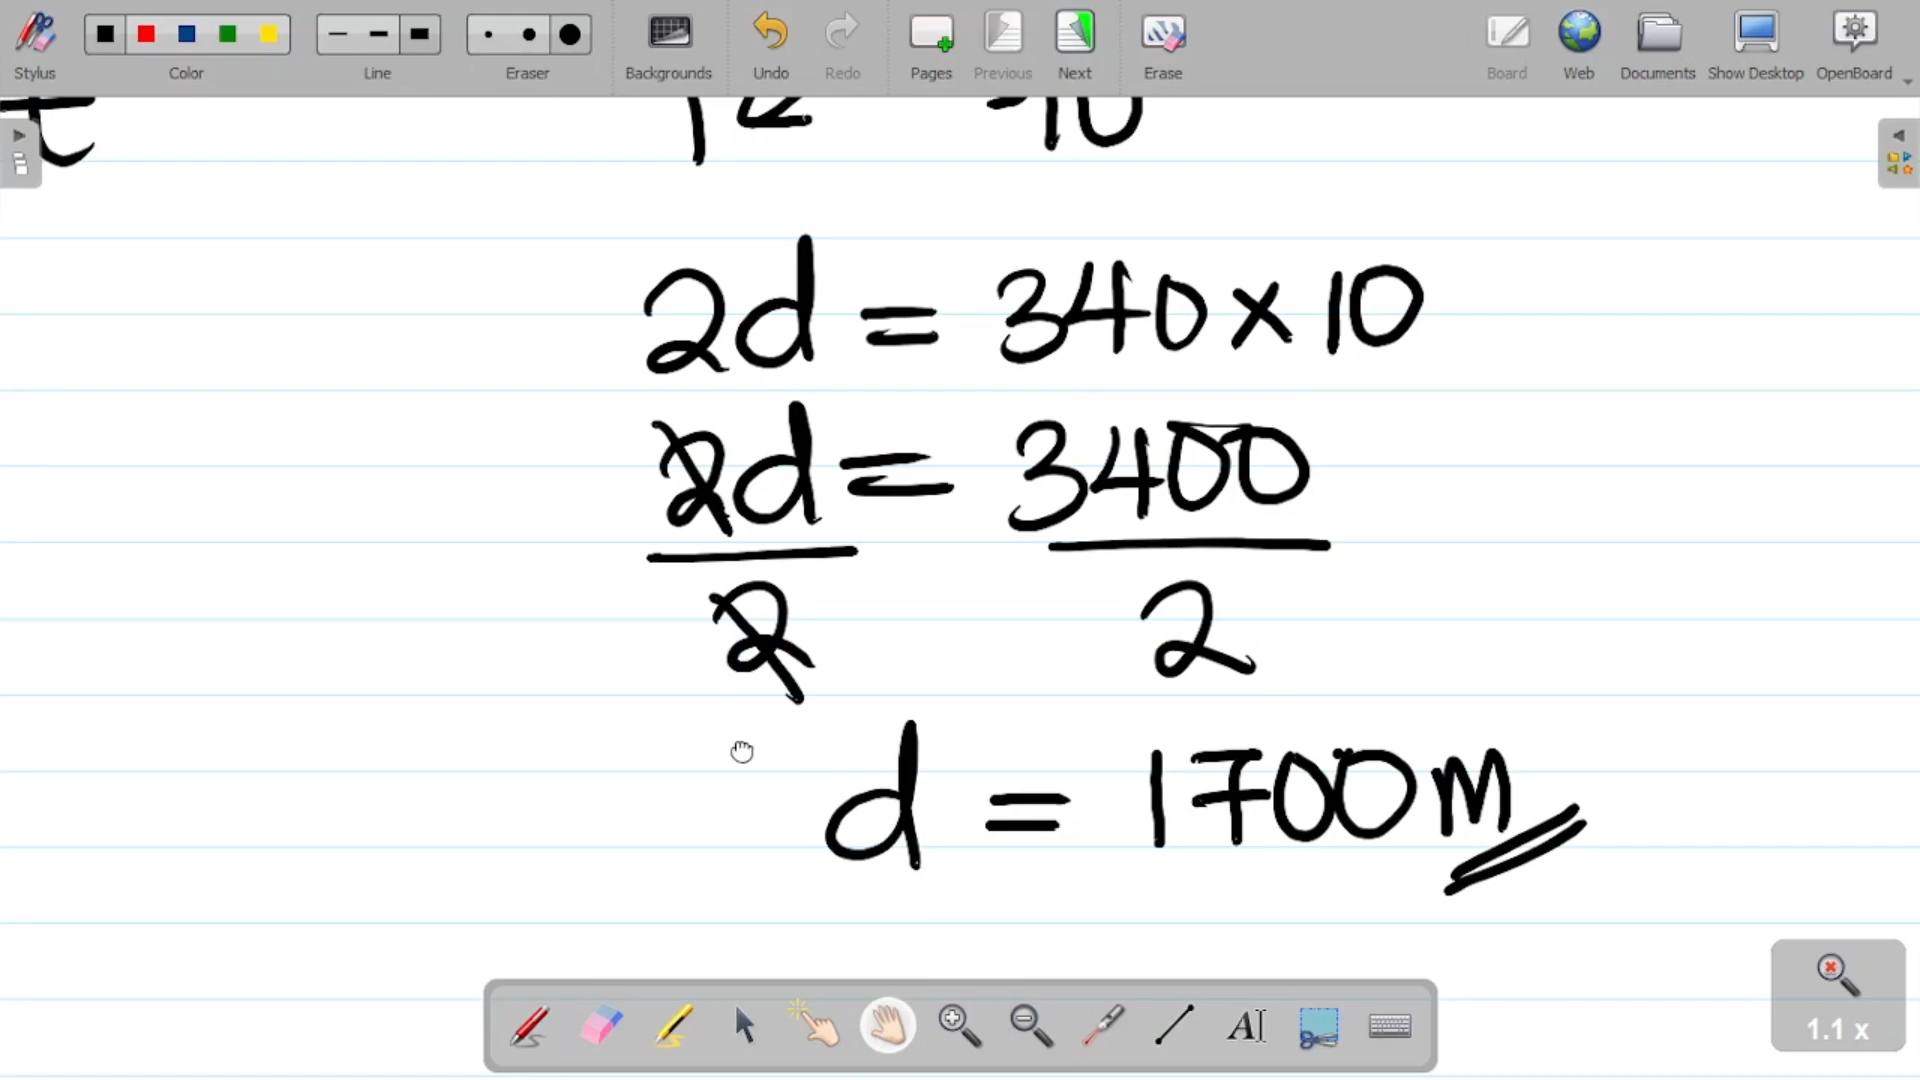 Stylus Color Line Eraser Backgrounds Undo Redo Pages Previous Next Erase Board Web Documents Show Desktop OpenBoard
2d = 340 x 10
2d = 3400
2 2
d = 1700m
1.1 x